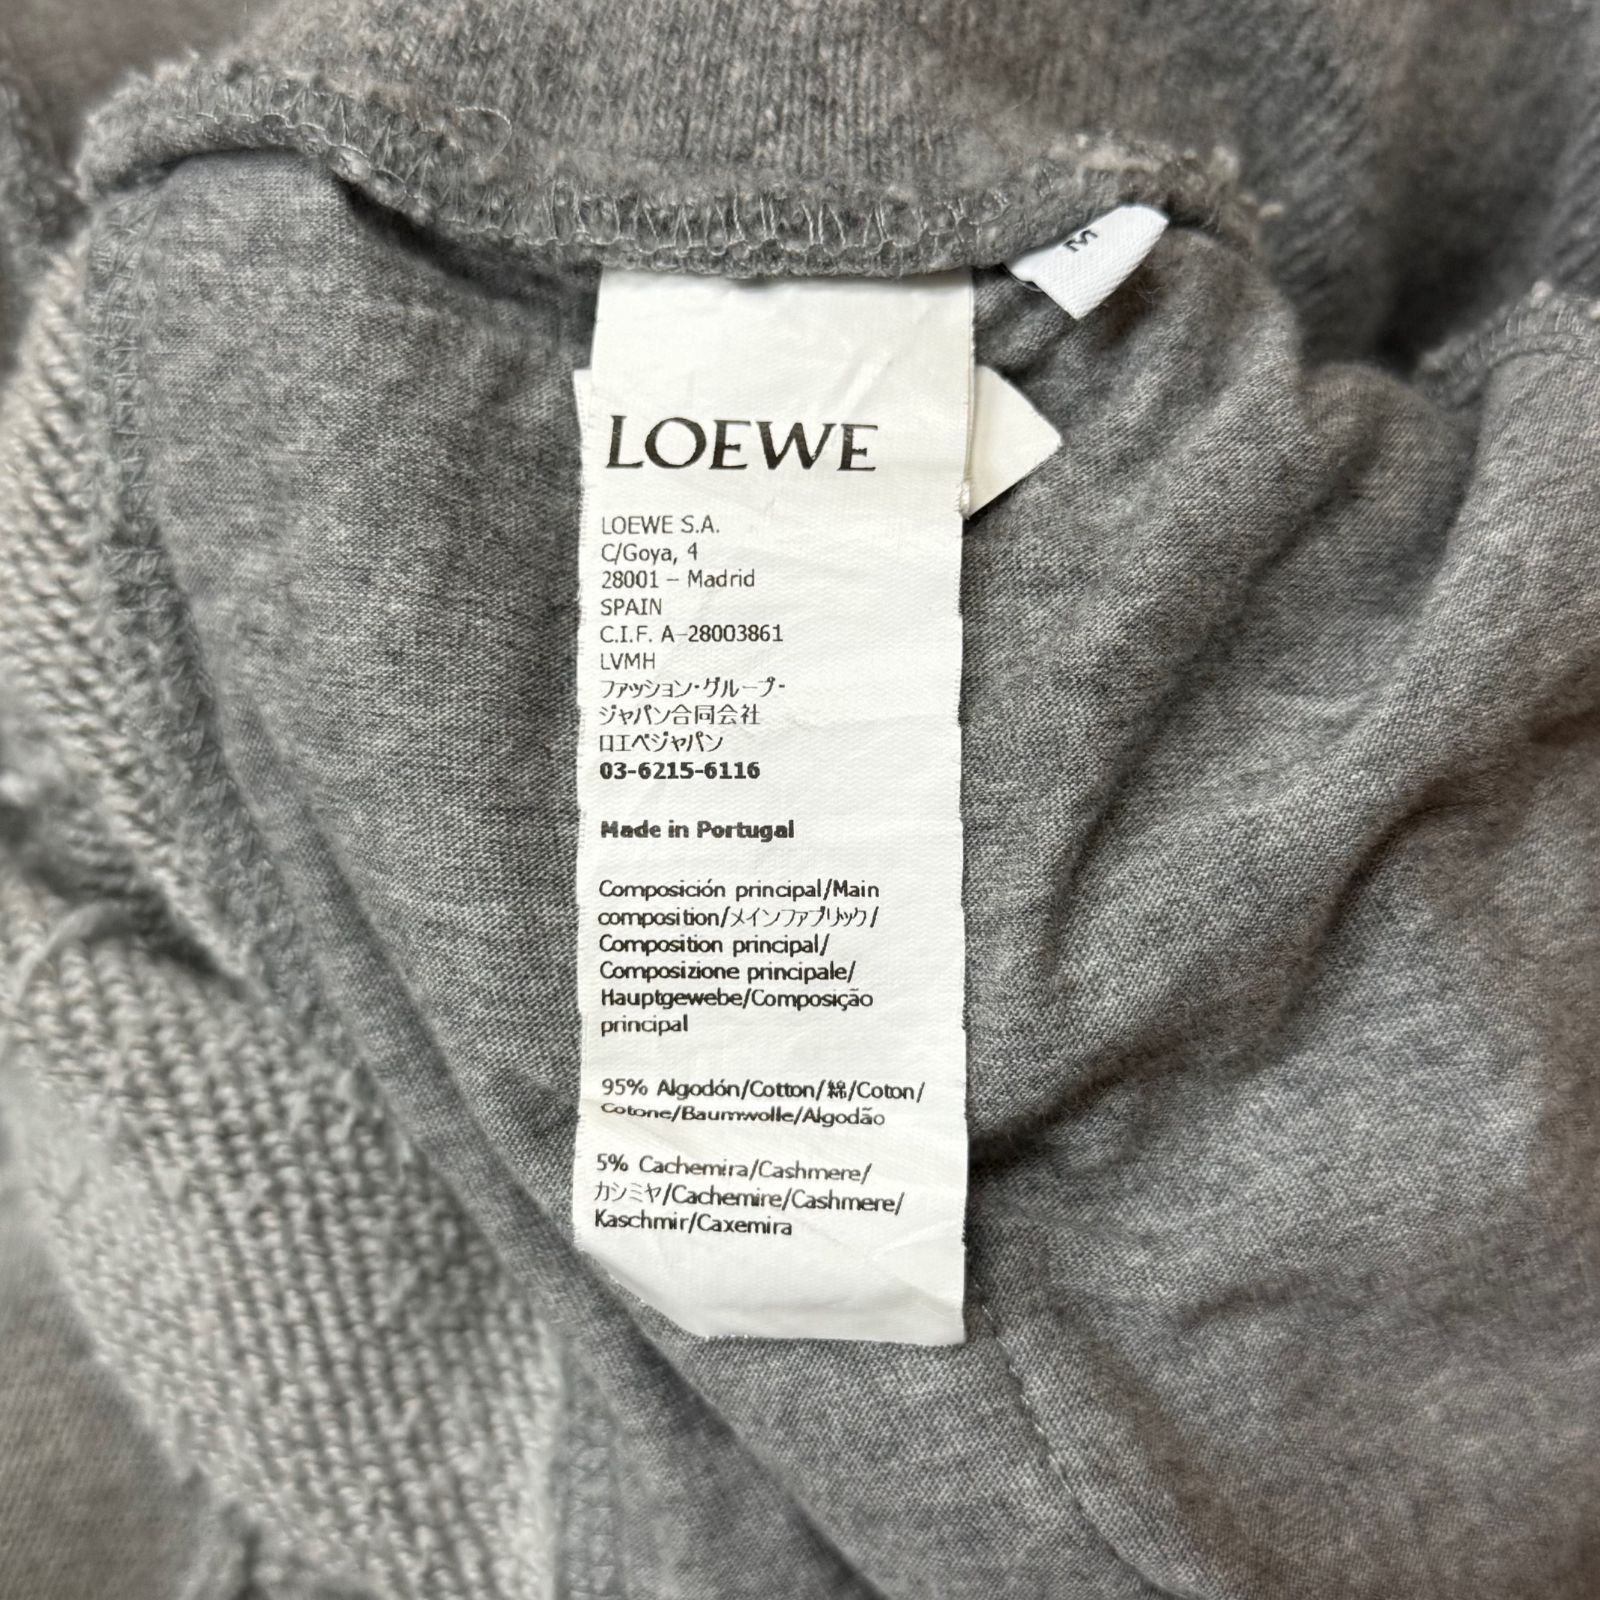 M
LOEWE
LOEWE S.A.
C/Goya, 4
28001 – Madrid
SPAIN
C.I.F. A-28003861
LVMH
ファッション・グループ・
ジャパン合同会社
ロエベジャパン
03-6215-6116
Made in Portugal
Composición principal/Main
composition/メインファブリック/
Composition principal/
Composizione principale/
Hauptgewebe/Composição
principal
95% Algodón/Cotton/綿/Coton/
Cotone/Baumwolle/Algodão
5% Cachemira/Cashmere/
カシミヤ/Cachemire/Cashmere/
Kaschmir/Caxemira